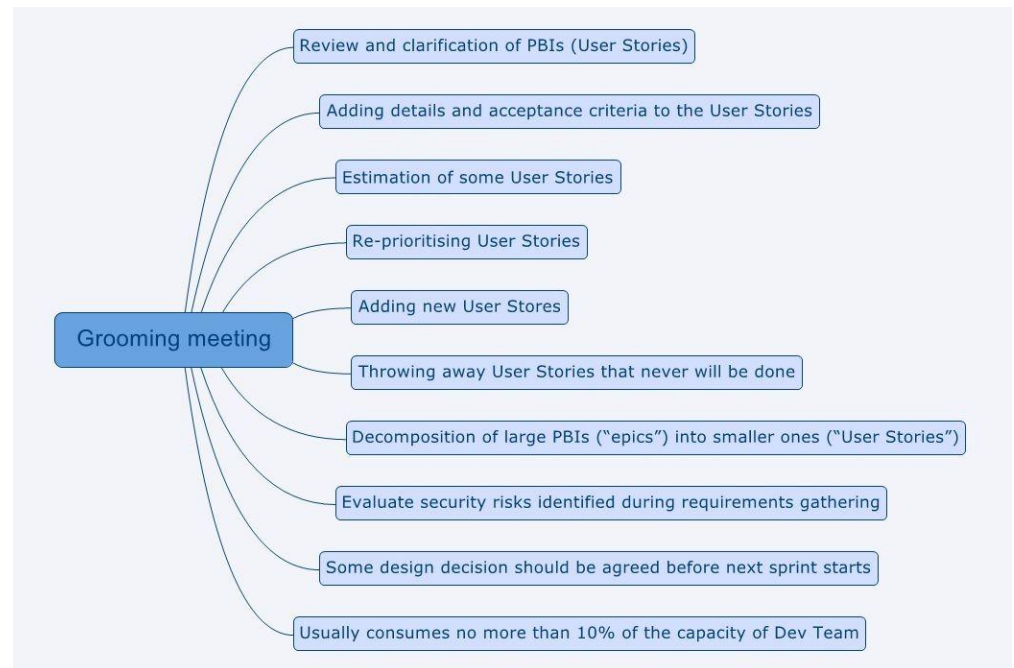 Review and clarification of PBIs (User Stories)
Adding details and acceptance criteria to the User Stories
Estimation of some User Stories
Re-prioritising User Stories
Adding new User Stores
Grooming meeting
Throwing away User Stories that never will be done
Decomposition of large PBIs (“epics”) into smaller ones (“User Stories”)
Evaluate security risks identified during requirements gathering
Some design decision should be agreed before next sprint starts
Usually consumes no more than 10% of the capacity of Dev Team